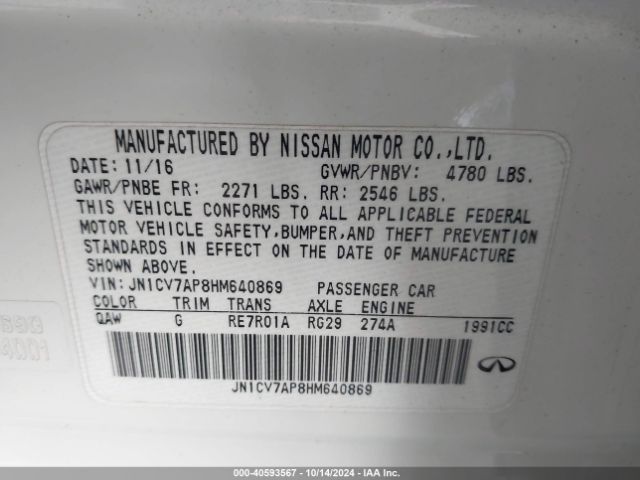 MANUFACTURED BY NISSAN MOTOR CO.,LTD.
DATE: 11/16 GVWR/PNBV: 4780 LBS.
GAWR/PNBE FR: 2271 LBS. RR: 2546 LBS.
THIS VEHICLE CONFORMS TO ALL APPLICABLE FEDERAL
MOTOR VEHICLE SAFETY,BUMPER,AND THEFT PREVENTION
STANDARDS IN EFFECT ON THE DATE OF MANUFACTURE
SHOWN ABOVE.
VIN: JN1CV7AP8HM640869 PASSENGER CAR
COLOR TRIM TRANS AXLE ENGINE
QAW G RE7R01A RG29 274A 1991CC
JN1CV7AP8HM640869
000-40593567 • 10/14/2024 • IAAI.com